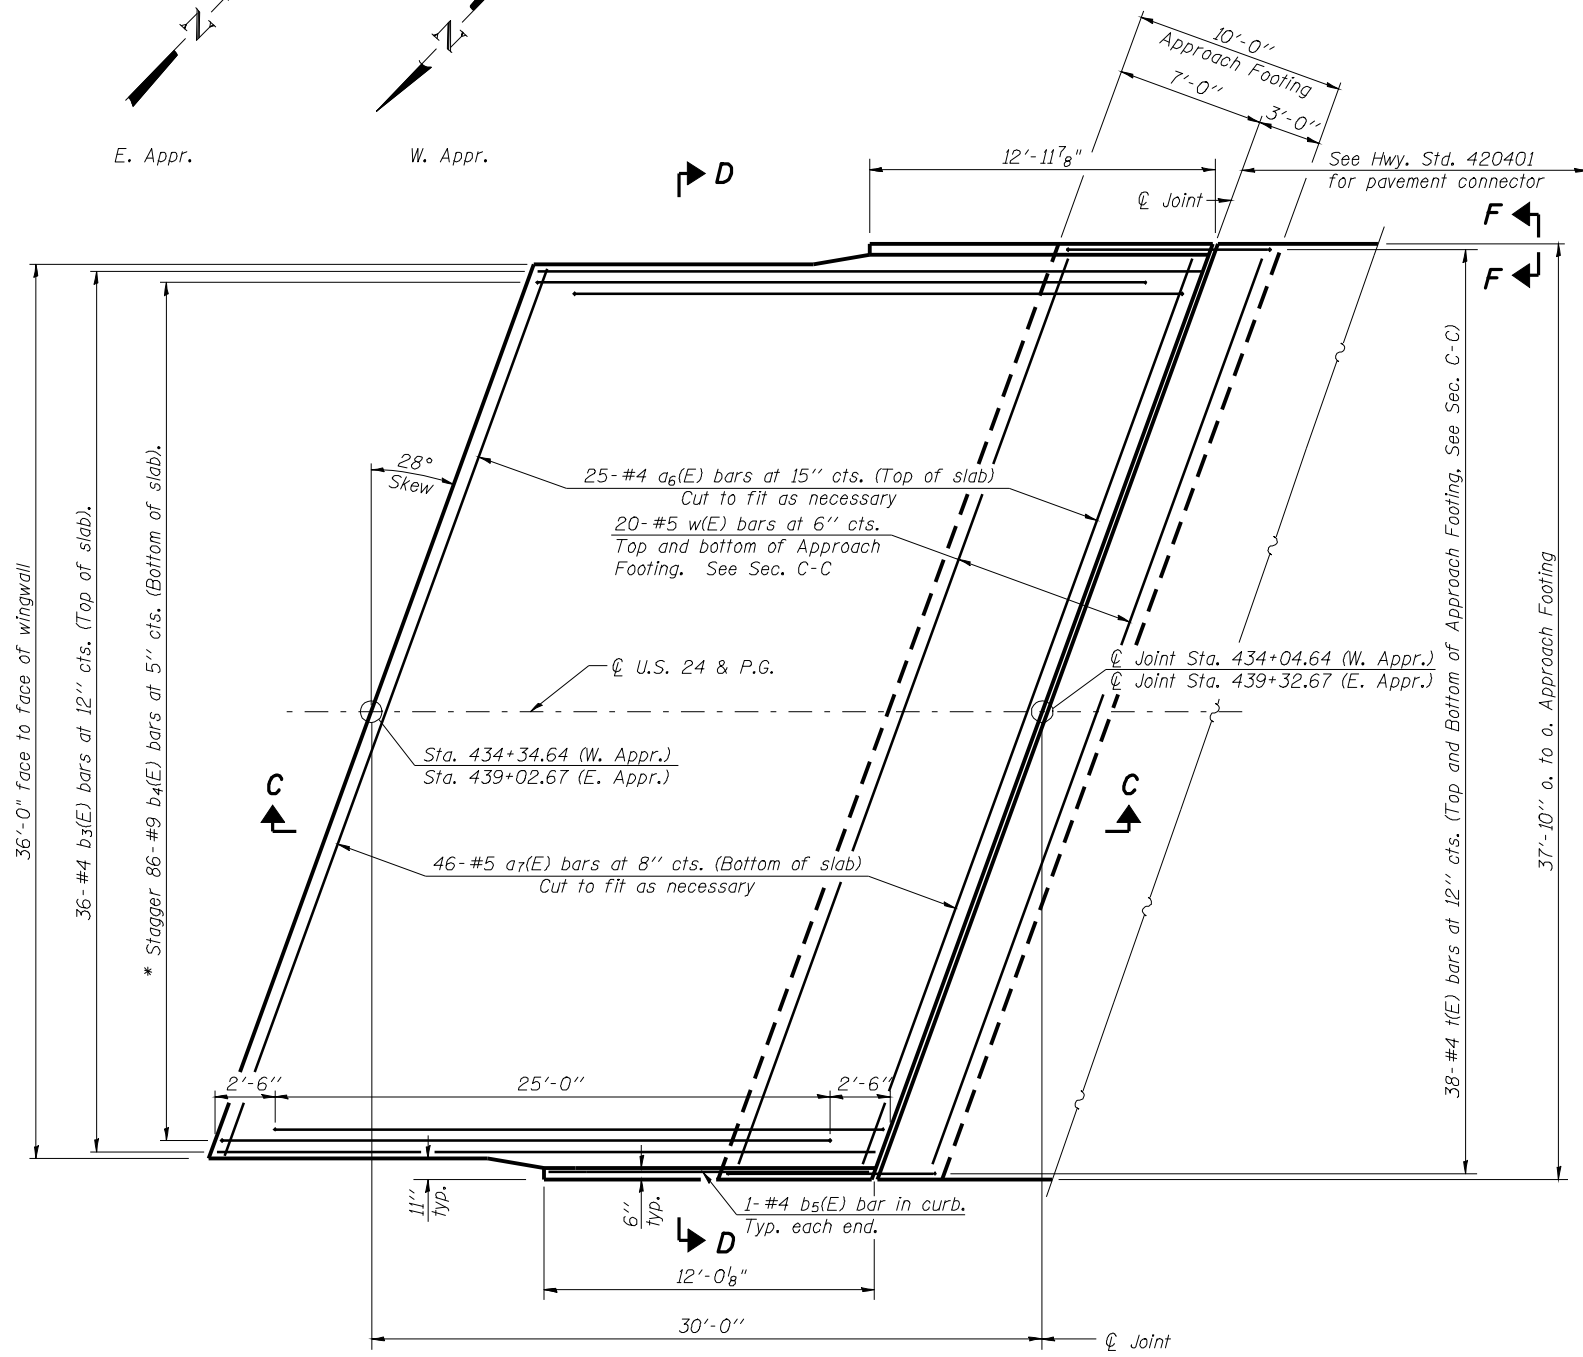 N
N
E. Appr.
W. Appr.
10'-0"
Approach Footing
7'-0"
3'-0"
12'-11 7/8"
D
See Hwy. Std. 420401
for pavement connector
℄ Joint
F
F
28°
Skew
25-#4 a6(E) bars at 15" cts. (Top of slab)
Cut to fit as necessary
20-#5 w(E) bars at 6" cts.
Top and bottom of Approach
Footing. See Sec. C-C
36'-0" face to face of wingwall
36-#4 b3(E) bars at 12" cts. (Top of slab).
* Stagger 86-#9 b4(E) bars at 5" cts. (Bottom of slab).
38-#4 t(E) bars at 12" cts. (Top and Bottom of Approach Footing, See Sec. C-C)
37'-10" o. to o. Approach Footing
℄ U.S. 24 & P.G.
℄ Joint Sta. 434+04.64 (W. Appr.)
℄ Joint Sta. 439+32.67 (E. Appr.)
Sta. 434+34.64 (W. Appr.)
Sta. 439+02.67 (E. Appr.)
C
C
46-#5 a7(E) bars at 8" cts. (Bottom of slab)
Cut to fit as necessary
2'-6"
25'-0"
2'-6"
11"
typ.
6"
typ.
1-#4 b5(E) bar in curb.
Typ. each end.
D
12'-0 1/8"
30'-0"
℄ Joint